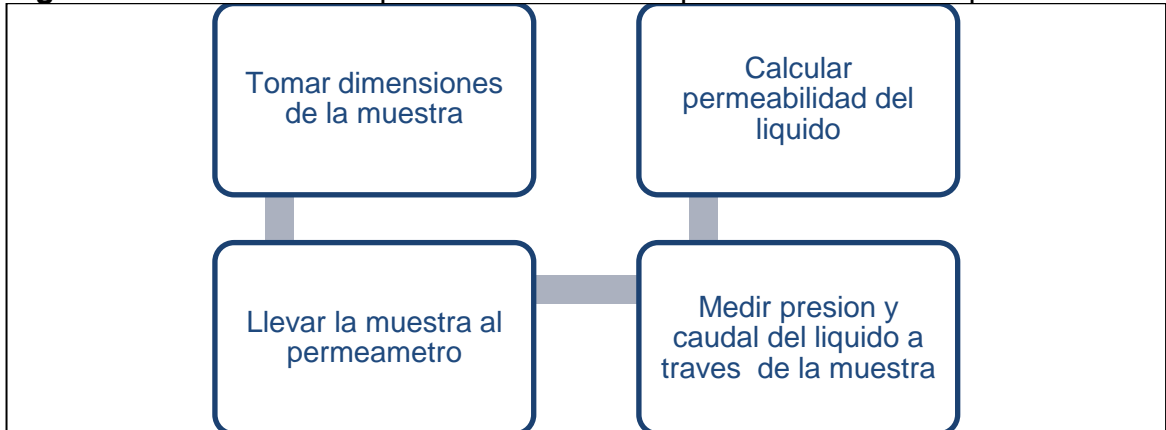 Tomar dimensiones
de la muestra
Llevar la muestra al
permeametro
Medir presion y
caudal del liquido a
traves de la muestra
Calcular
permeabilidad del
liquido